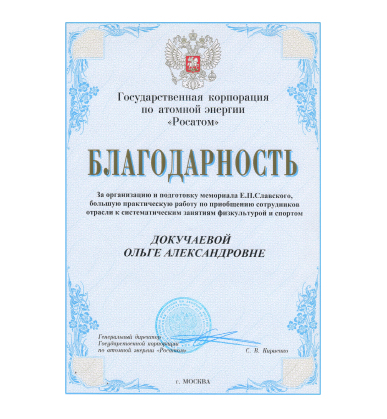 Государственная корпорация
по атомной энергии
«Росатом»
БЛАГОДАРНОСТЬ
За организацию и подготовку мемориала Е.П.Славского,
большую практическую работу по приобщению сотрудников
отрасли к систематическим занятиям физкультурой и спортом
ДОКУЧАЕВОЙ
ОЛЬГЕ АЛЕКСАНДРОВНЕ
Генеральный директор
Государственной корпорации
по атомной энергии «Росатом»
С. В. Кириенко
г. МОСКВА